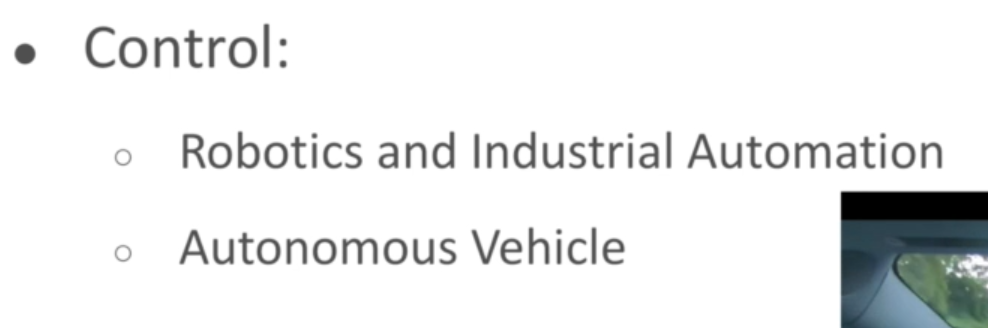 ● Control:
○ Robotics and Industrial Automation
○ Autonomous Vehicle